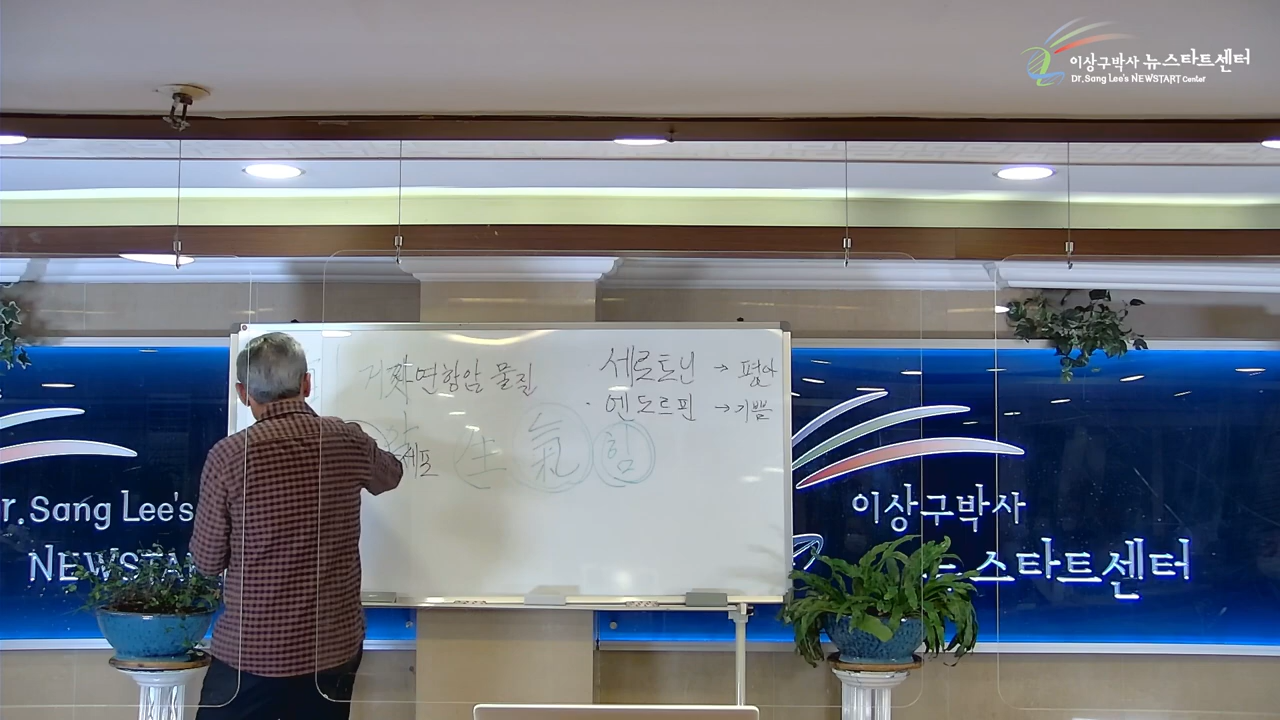 이상구박사 뉴스타트센터
Dr. Sang Lee's NEWSTART Center
자연항암 물질
세로토닌 → 평안
· 엔도르핀 → 기쁨
세포 生 氣 힘
r. Sang Lee's
NEWSTA
이상구박사
스타트센터